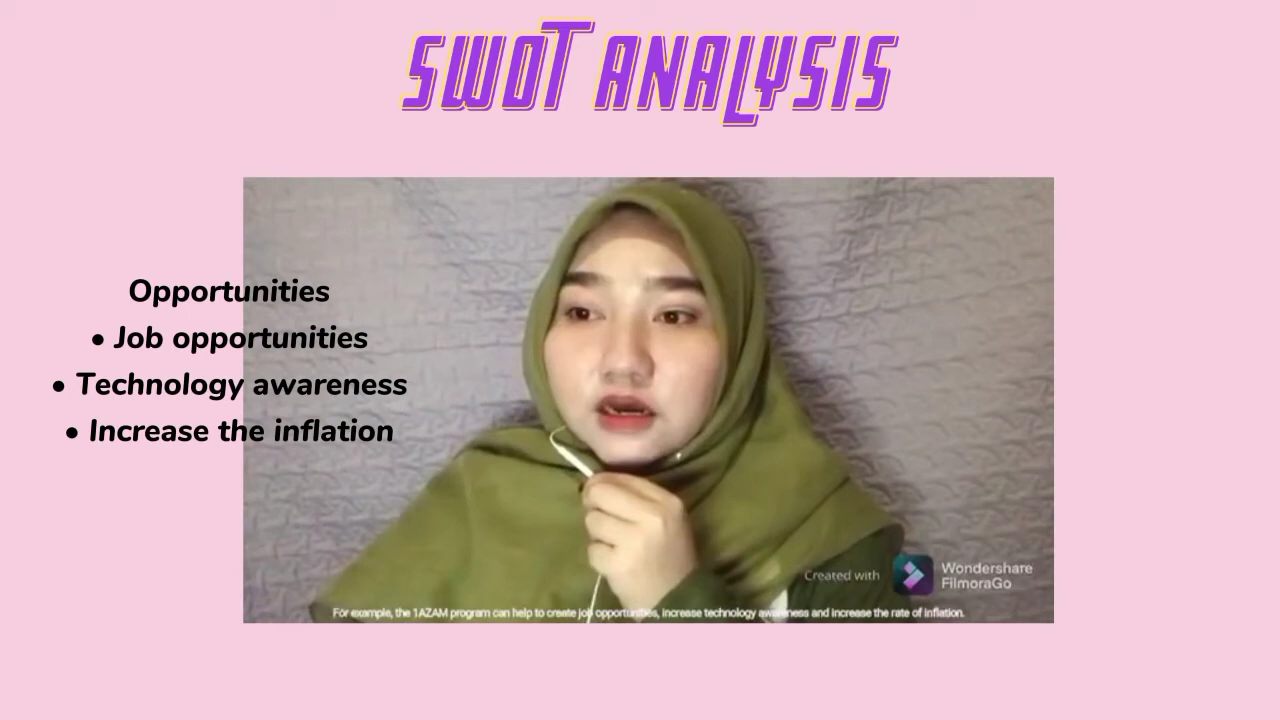 SWOT ANALYSIS
Opportunities
• Job opportunities
• Technology awareness
• Increase the inflation
Created with
Wondershare
FilmoraGo
For example, the 1AZAM program can help to create job opportunities, increase technology awareness and increase the rate of inflation.